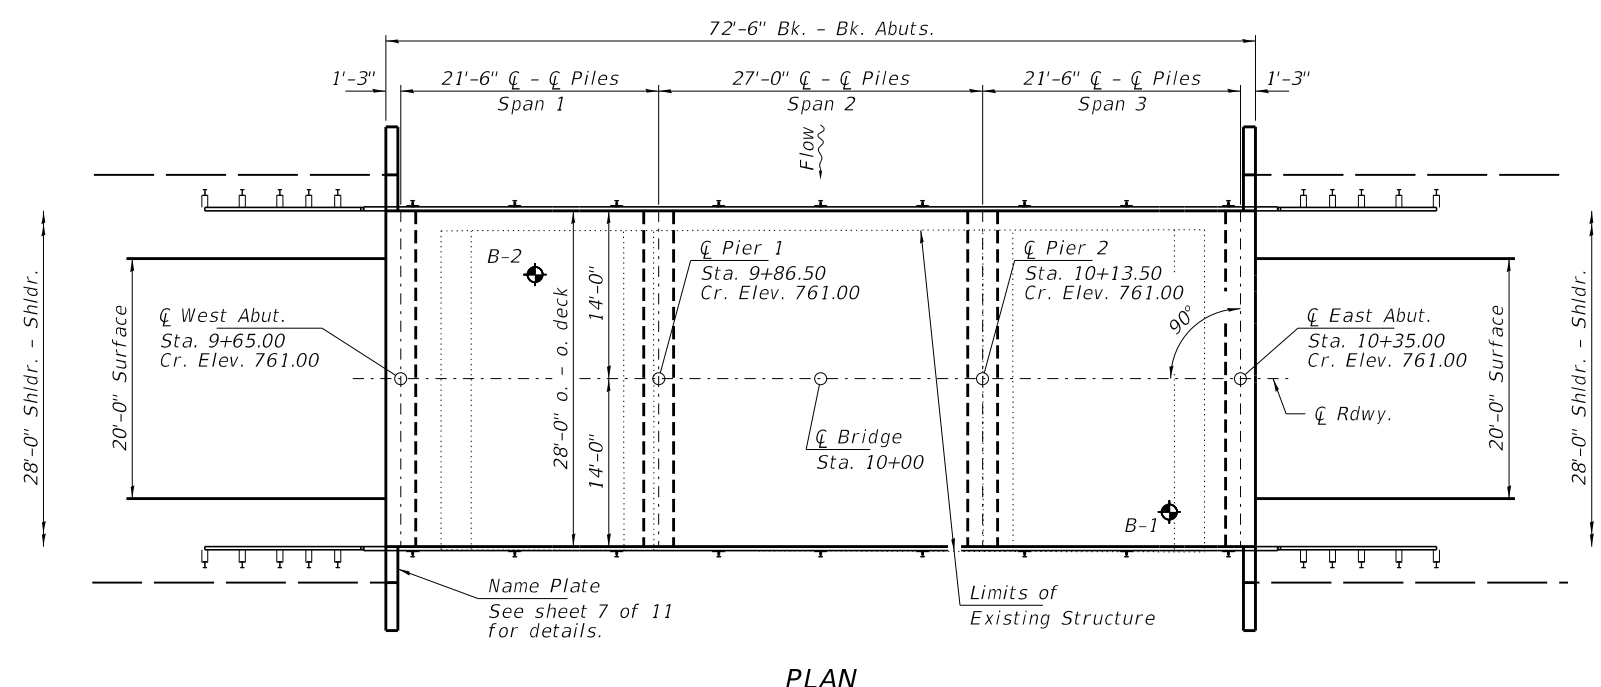 72'-6" Bk. - Bk. Abuts.
1'-3"
21'-6" ℄ - ℄ Piles
Span 1
27'-0" ℄ - ℄ Piles
Span 2
21'-6" ℄ - ℄ Piles
Span 3
1'-3"
Flow
28'-0" Shldr. - Shldr.
20'-0" Surface
℄ West Abut.
Sta. 9+65.00
Cr. Elev. 761.00
B-2
28'-0" o. - o. deck
14'-0"
14'-0"
℄ Pier 1
Sta. 9+86.50
Cr. Elev. 761.00
℄ Bridge
Sta. 10+00
℄ Pier 2
Sta. 10+13.50
Cr. Elev. 761.00
90°
B-1
℄ East Abut.
Sta. 10+35.00
Cr. Elev. 761.00
℄ Rdwy.
20'-0" Surface
28'-0" Shldr. - Shldr.
Name Plate
See sheet 7 of 11
for details.
Limits of
Existing Structure
PLAN